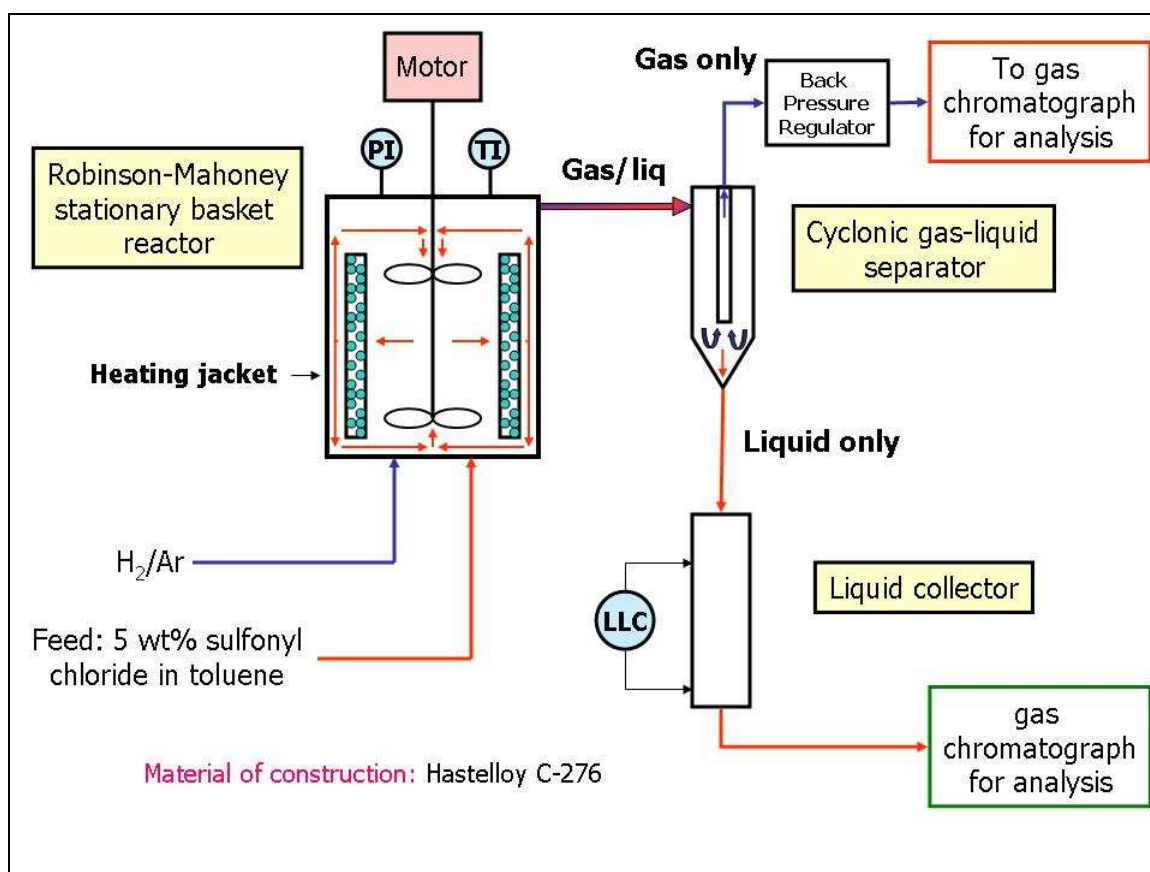 Motor
PI
TI
Robinson-Mahoney
stationary basket
reactor
Heating jacket
H2/Ar
Feed: 5 wt% sulfonyl
chloride in toluene
Material of construction: Hastelloy C-276
Gas/liq
Gas only
Back
Pressure
Regulator
To gas
chromatograph
for analysis
Cyclonic gas-liquid
separator
Liquid only
LLC
Liquid collector
gas
chromatograph
for analysis